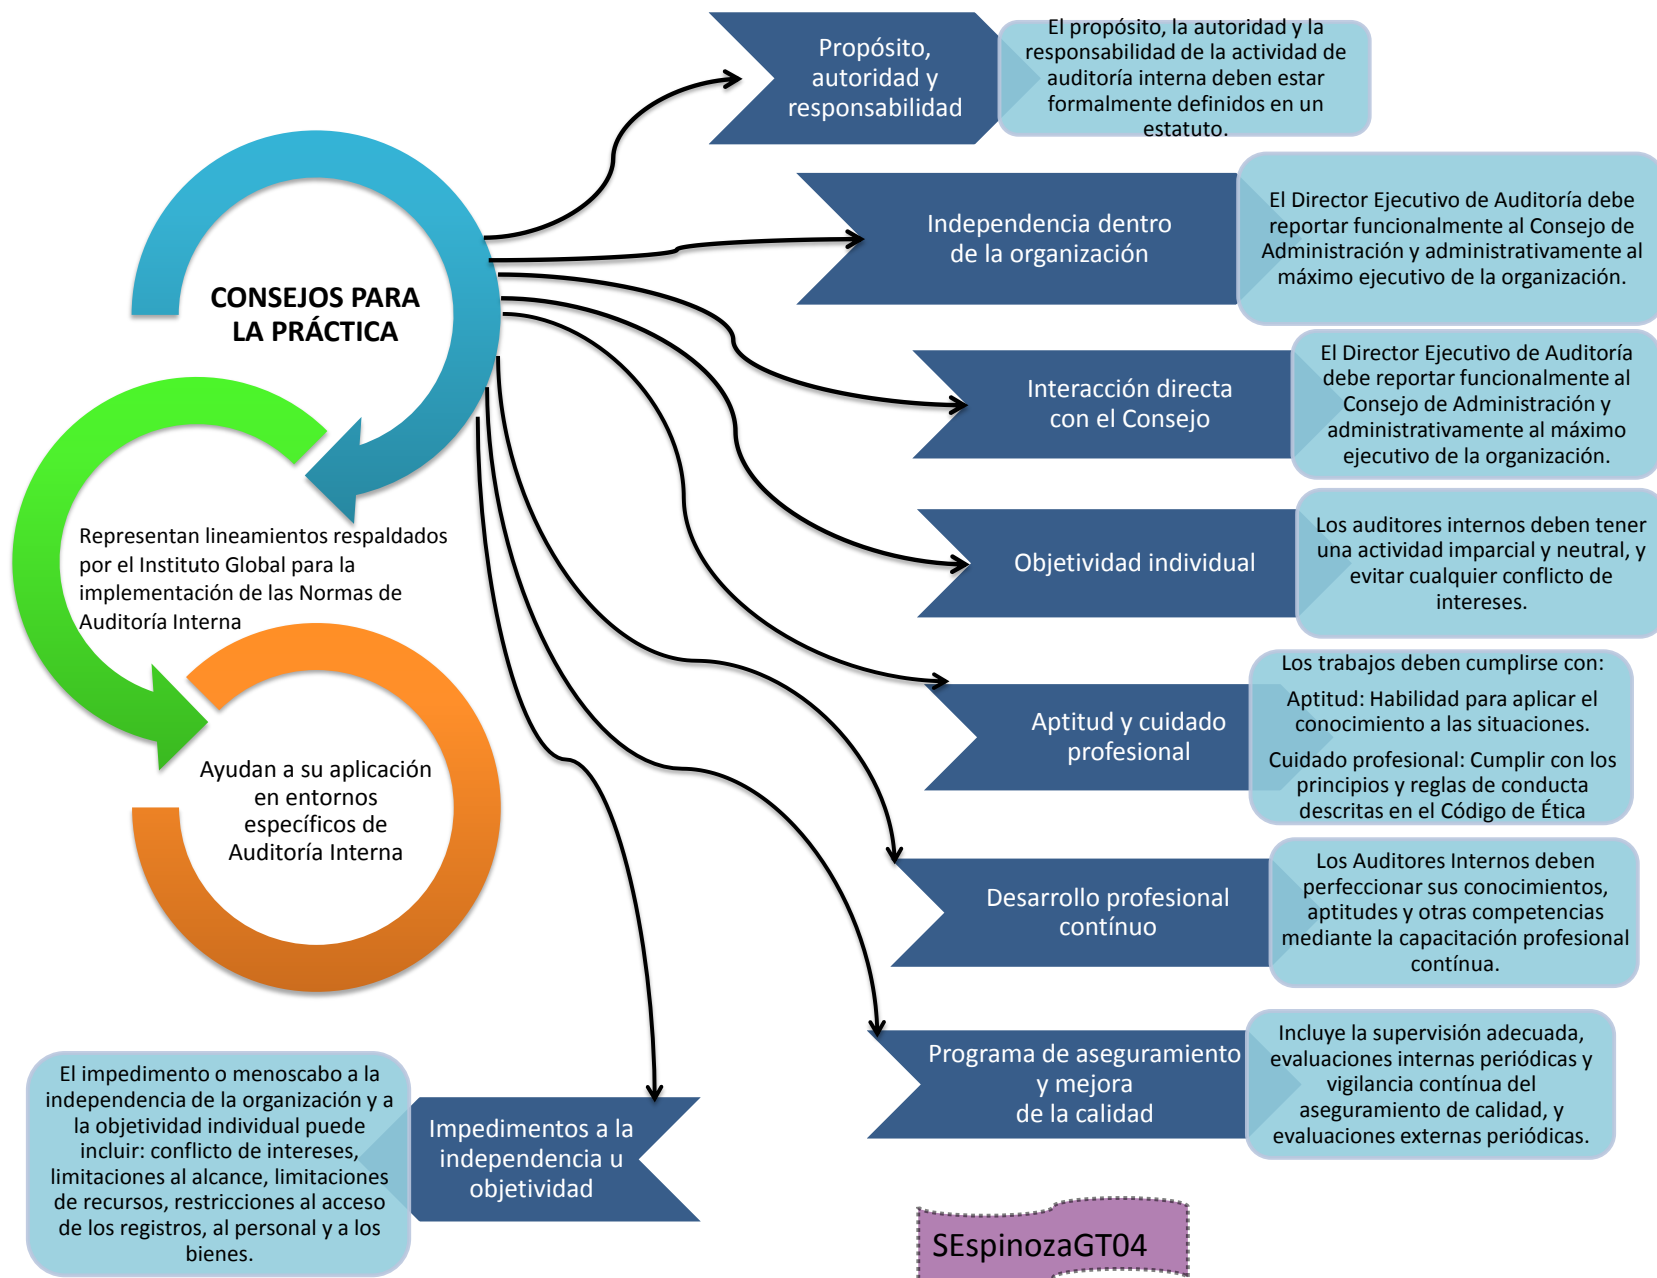 CONSEJOS PARA
LA PRÁCTICA
Representan lineamientos respaldados
por el Instituto Global para la
implementación de las Normas de
Auditoría Interna
Ayudan a su aplicación
en entornos
específicos de
Auditoría Interna
Propósito,
autoridad y
responsabilidad
El propósito, la autoridad y la
responsabilidad de la actividad de
auditoría interna deben estar
formalmente definidos en un
estatuto.
Independencia dentro
de la organización
El Director Ejecutivo de Auditoría debe
reportar funcionalmente al Consejo de
Administración y administrativamente al
máximo ejecutivo de la organización.
Interacción directa
con el Consejo
El Director Ejecutivo de Auditoría
debe reportar funcionalmente al
Consejo de Administración y
administrativamente al máximo
ejecutivo de la organización.
Objetividad individual
Los auditores internos deben tener
una actividad imparcial y neutral, y
evitar cualquier conflicto de
intereses.
Aptitud y cuidado
profesional
Los trabajos deben cumplirse con:
Aptitud: Habilidad para aplicar el
conocimiento a las situaciones.
Cuidado profesional: Cumplir con los
principios y reglas de conducta
descritas en el Código de Ética
Desarrollo profesional
contínuo
Los Auditores Internos deben
perfeccionar sus conocimientos,
aptitudes y otras competencias
mediante la capacitación profesional
contínua.
Programa de aseguramiento
y mejora
de la calidad
Incluye la supervisión adecuada,
evaluaciones internas periódicas y
vigilancia contínua del
aseguramiento de calidad, y
evaluaciones externas periódicas.
El impedimento o menoscabo a la
independencia de la organización y a
la objetividad individual puede
incluir: conflicto de intereses,
limitaciones al alcance, limitaciones
de recursos, restricciones al acceso
de los registros, al personal y a los
bienes.
Impedimentos a la
independencia u
objetividad
SEspinozaGT04